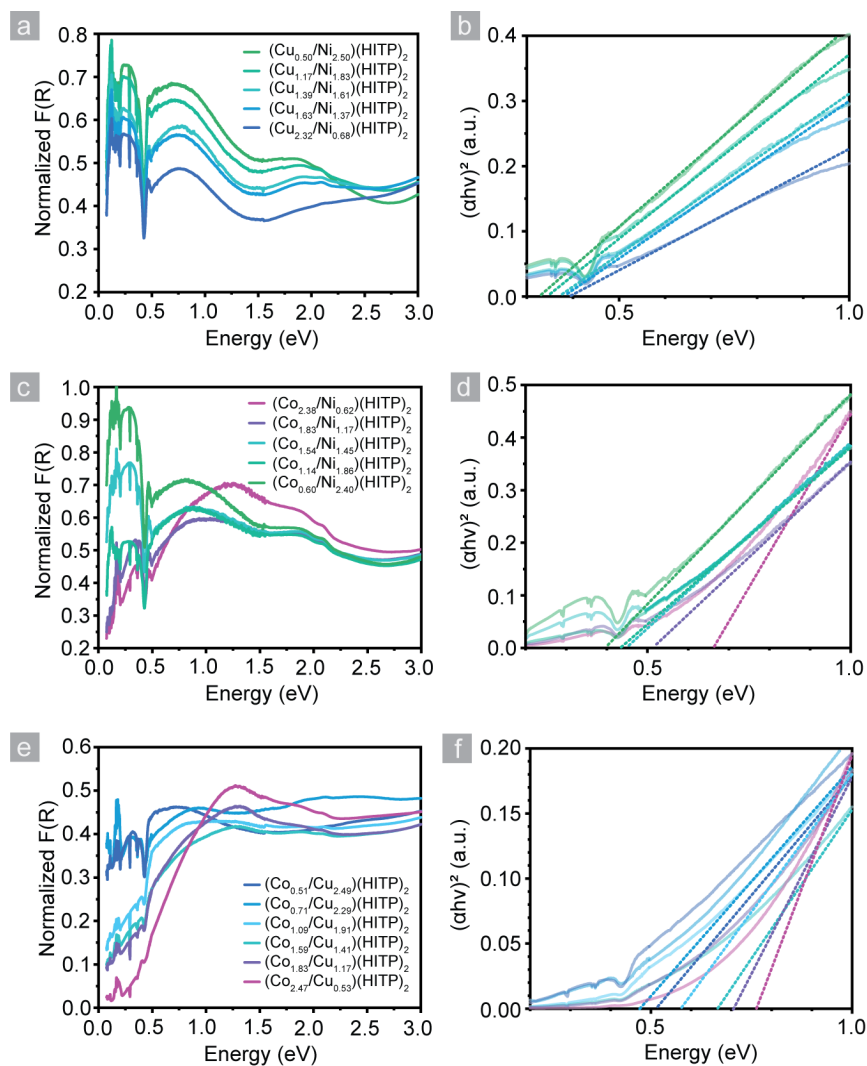 a
0.8
0.7
0.6
0.5
0.4
0.3
0.2
Normalized F(R)
(Cu0.50/Ni2.50)(HITP)2
(Cu1.17/Ni1.83)(HITP)2
(Cu1.39/Ni1.61)(HITP)2
(Cu1.63/Ni1.37)(HITP)2
(Cu2.32/Ni0.68)(HITP)2
0.0 0.5 1.0 1.5 2.0 2.5 3.0
Energy (eV)
b
0.4
0.3
0.2
0.1
0.0
(αhv)² (a.u.)
0.5 1.0
Energy (eV)
c
1.0
0.9
0.8
0.7
0.6
0.5
0.4
0.3
0.2
Normalized F(R)
(Co2.38/Ni0.62)(HITP)2
(Co1.83/Ni1.17)(HITP)2
(Co1.54/Ni1.45)(HITP)2
(Co1.14/Ni1.86)(HITP)2
(Co0.60/Ni2.40)(HITP)2
0.0 0.5 1.0 1.5 2.0 2.5 3.0
Energy (eV)
d
0.5
0.4
0.3
0.2
0.1
0.0
(αhv)² (a.u.)
0.5 1.0
Energy (eV)
e
0.6
0.5
0.4
0.3
0.2
0.1
0.0
Normalized F(R)
(Co0.51/Cu2.49)(HITP)2
(Co0.71/Cu2.29)(HITP)2
(Co1.09/Cu1.91)(HITP)2
(Co1.59/Cu1.41)(HITP)2
(Co1.83/Cu1.17)(HITP)2
(Co2.47/Cu0.53)(HITP)2
0.0 0.5 1.0 1.5 2.0 2.5 3.0
Energy (eV)
f
0.20
0.15
0.10
0.05
0.00
(αhv)² (a.u.)
0.5 1.0
Energy (eV)